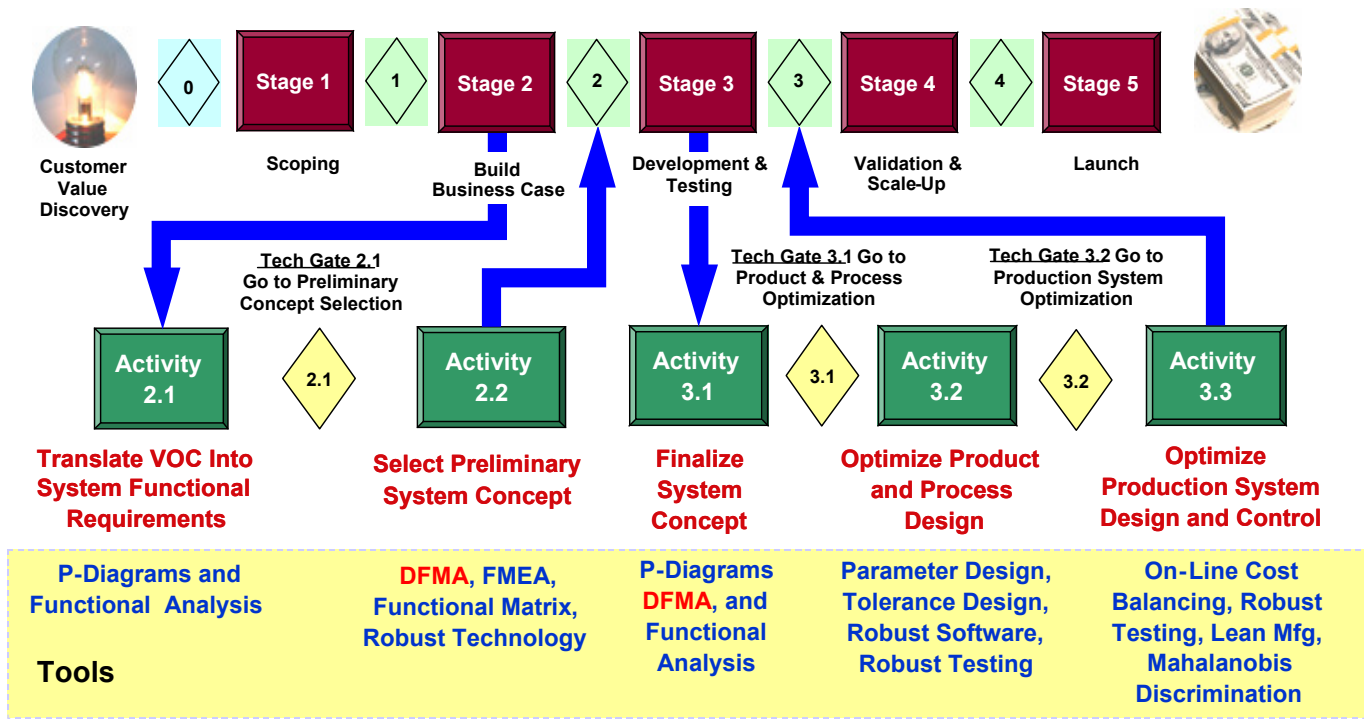 0
Stage 1
1
Stage 2
2
Stage 3
3
Stage 4
4
Stage 5
Customer
Value
Discovery
Scoping
Build
Business Case
Development &
Testing
Validation &
Scale-Up
Launch
Tech Gate 2.1
Go to Preliminary
Concept Selection
Tech Gate 3.1 Go to
Product & Process
Optimization
Tech Gate 3.2 Go to
Production System
Optimization
Activity
2.1
2.1
Activity
2.2
Activity
3.1
3.1
Activity
3.2
3.2
Activity
3.3
Translate VOC Into
System Functional
Requirements
Select Preliminary
System Concept
Finalize
System
Concept
Optimize Product
and Process
Design
Optimize
Production System
Design and Control
P-Diagrams and
Functional Analysis
DFMA, FMEA,
Functional Matrix,
Robust Technology
P-Diagrams
DFMA, and
Functional
Analysis
Parameter Design,
Tolerance Design,
Robust Software,
Robust Testing
On-Line Cost
Balancing, Robust
Testing, Lean Mfg,
Mahalanobis
Discrimination
Tools